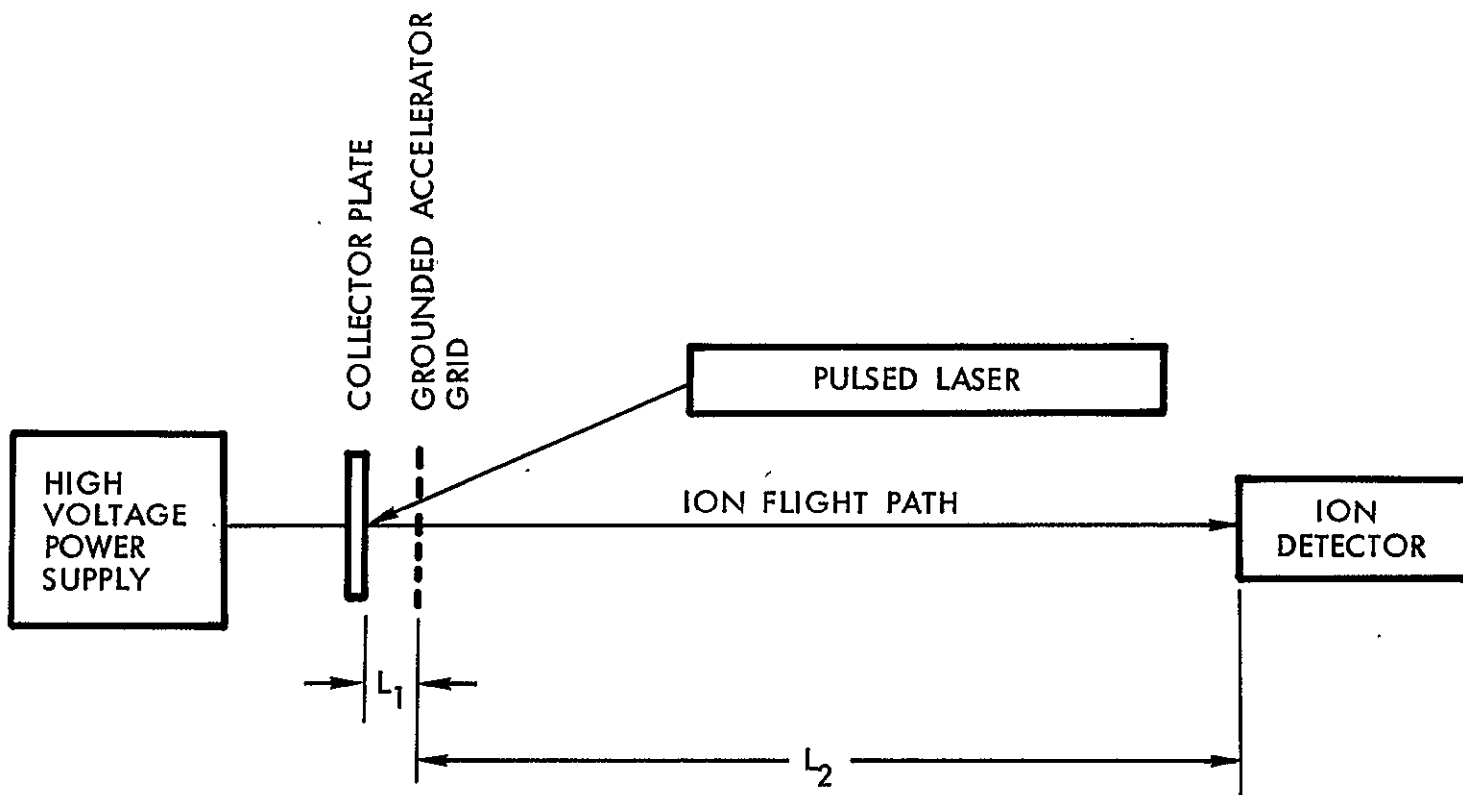 COLLECTOR PLATE
GROUNDED ACCELERATOR
GRID
PULSED LASER
HIGH
VOLTAGE
POWER
SUPPLY
ION FLIGHT PATH
ION
DETECTOR
L1
L2